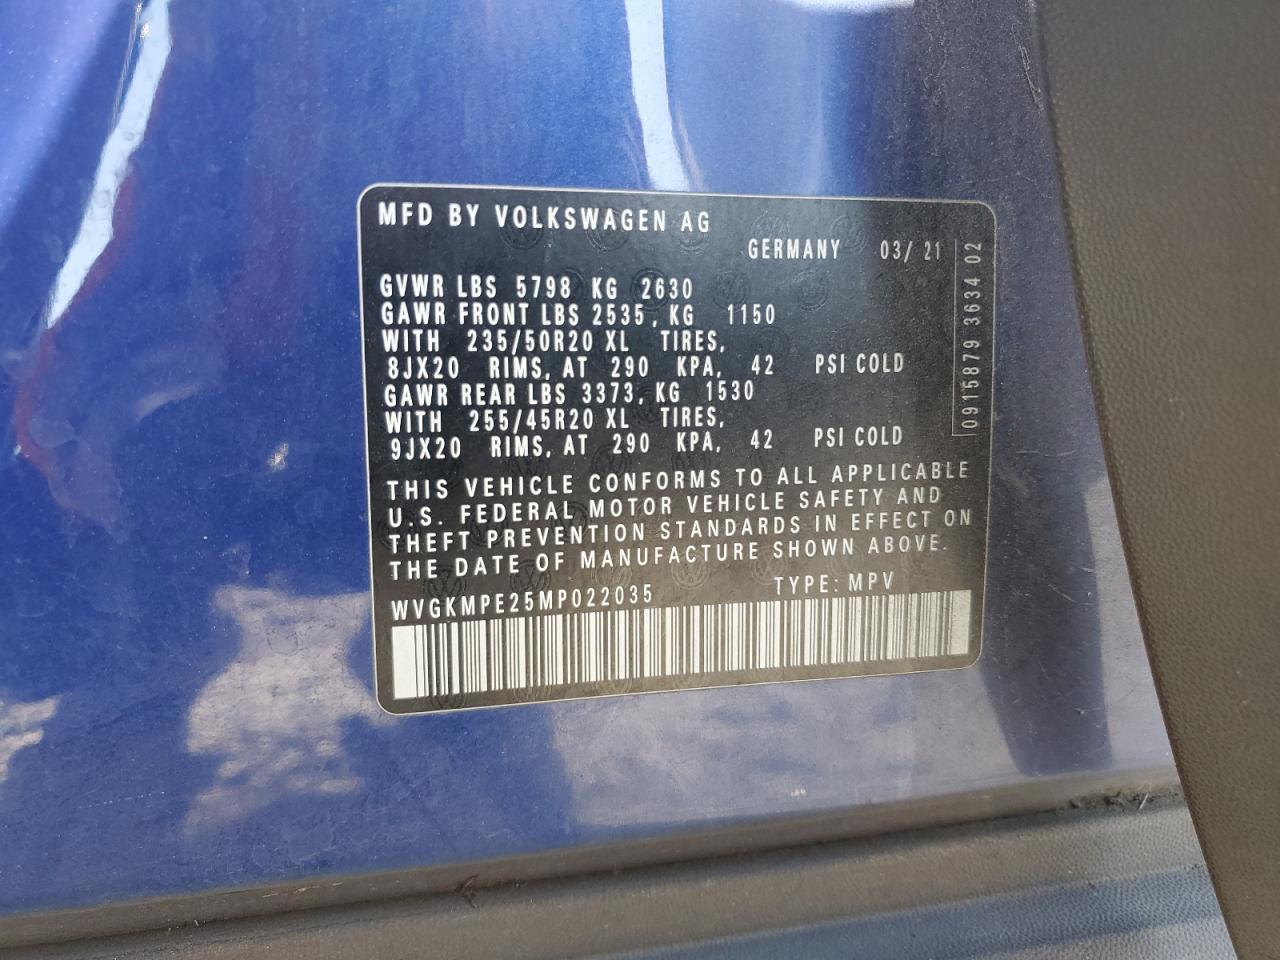 MFD BY VOLKSWAGEN AG
GERMANY 03/ 21
GVWR LBS 5798 KG 2630
GAWR FRONT LBS 2535, KG 1150
WITH 235/50R20 XL TIRES,
8JX20 RIMS, AT 290 KPA, 42 PSI COLD
GAWR REAR LBS 3373, KG 1530
WITH 255/45R20 XL TIRES,
9JX20 RIMS, AT 290 KPA, 42 PSI COLD
THIS VEHICLE CONFORMS TO ALL APPLICABLE
U.S. FEDERAL MOTOR VEHICLE SAFETY AND
THEFT PREVENTION STANDARDS IN EFFECT ON
THE DATE OF MANUFACTURE SHOWN ABOVE.
WVGKMPE25MP022035 TYPE: MPV
0915879 3634 02